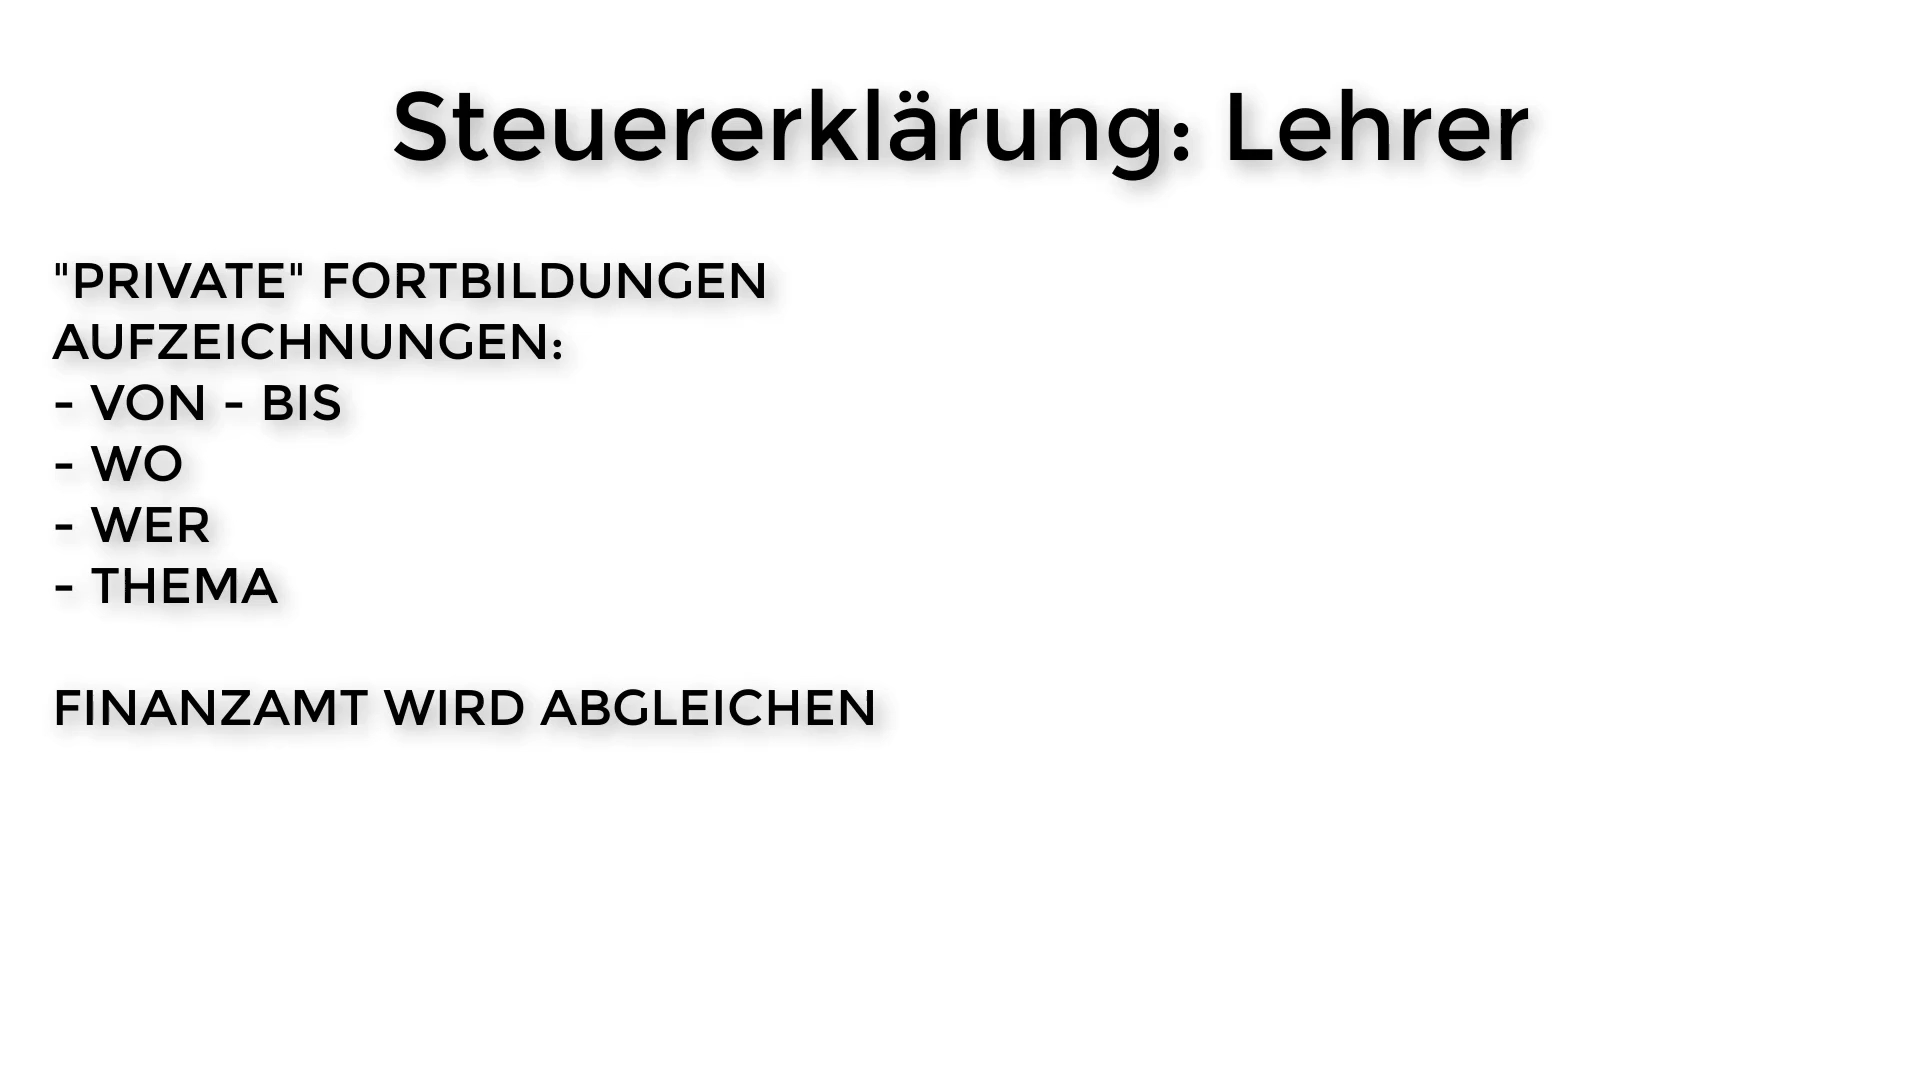 Steuererklärung: Lehrer
"PRIVATE" FORTBILDUNGEN
AUFZEICHNUNGEN:
- VON - BIS
- WO
- WER
- THEMA
FINANZAMT WIRD ABGLEICHEN